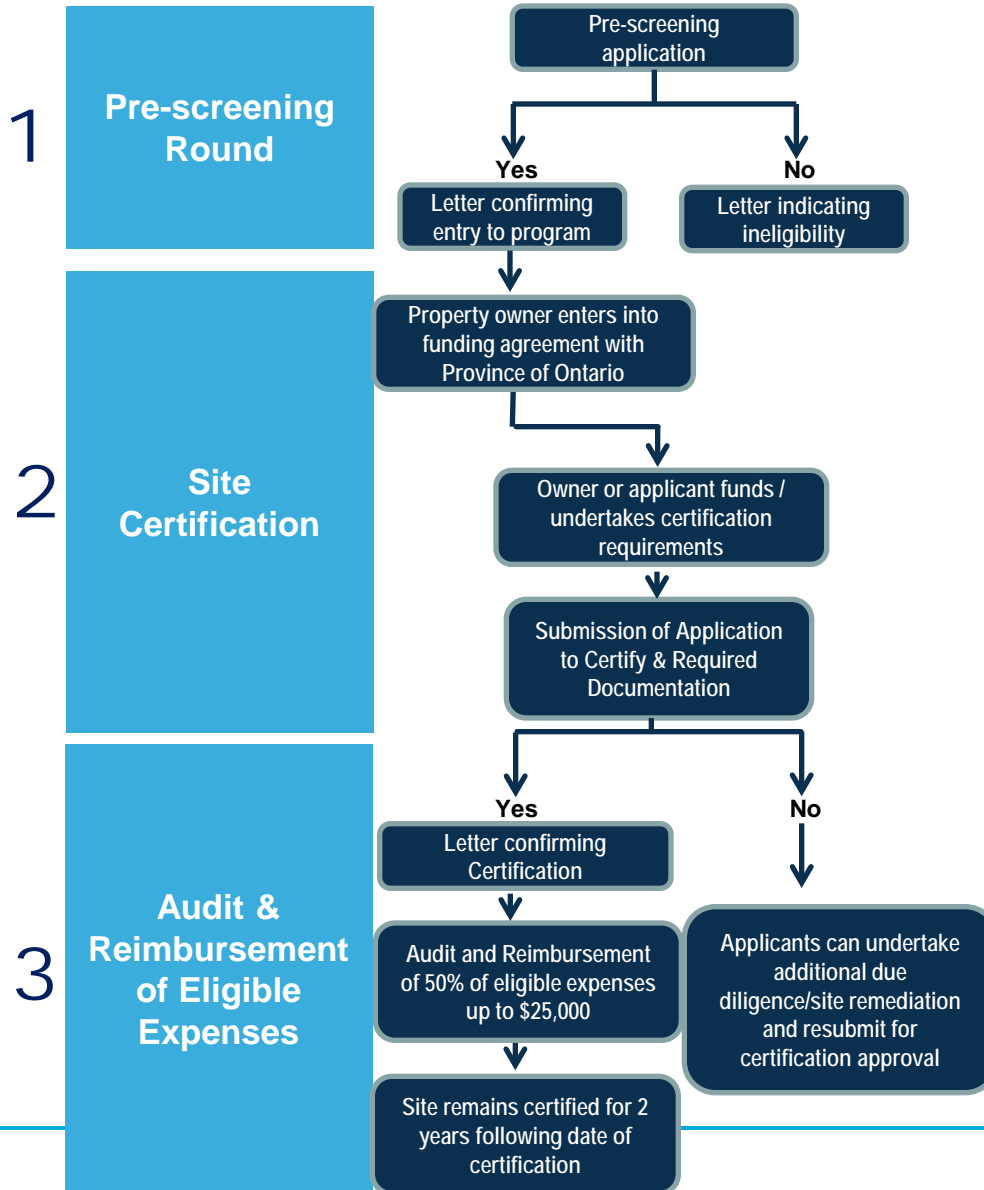 1
Pre-screening
Round
Pre-screening
application
Yes
No
Letter confirming
entry to program
Letter indicating
ineligibility
2
Site
Certification
Property owner enters into
funding agreement with
Province of Ontario
Owner or applicant funds /
undertakes certification
requirements
Submission of Application
to Certify & Required
Documentation
3
Audit &
Reimbursement
of Eligible
Expenses
Yes
No
Letter confirming
Certification
Audit and Reimbursement
of 50% of eligible expenses
up to $25,000
Applicants can undertake
additional due
diligence/site remediation
and resubmit for
certification approval
Site remains certified for 2
years following date of
certification